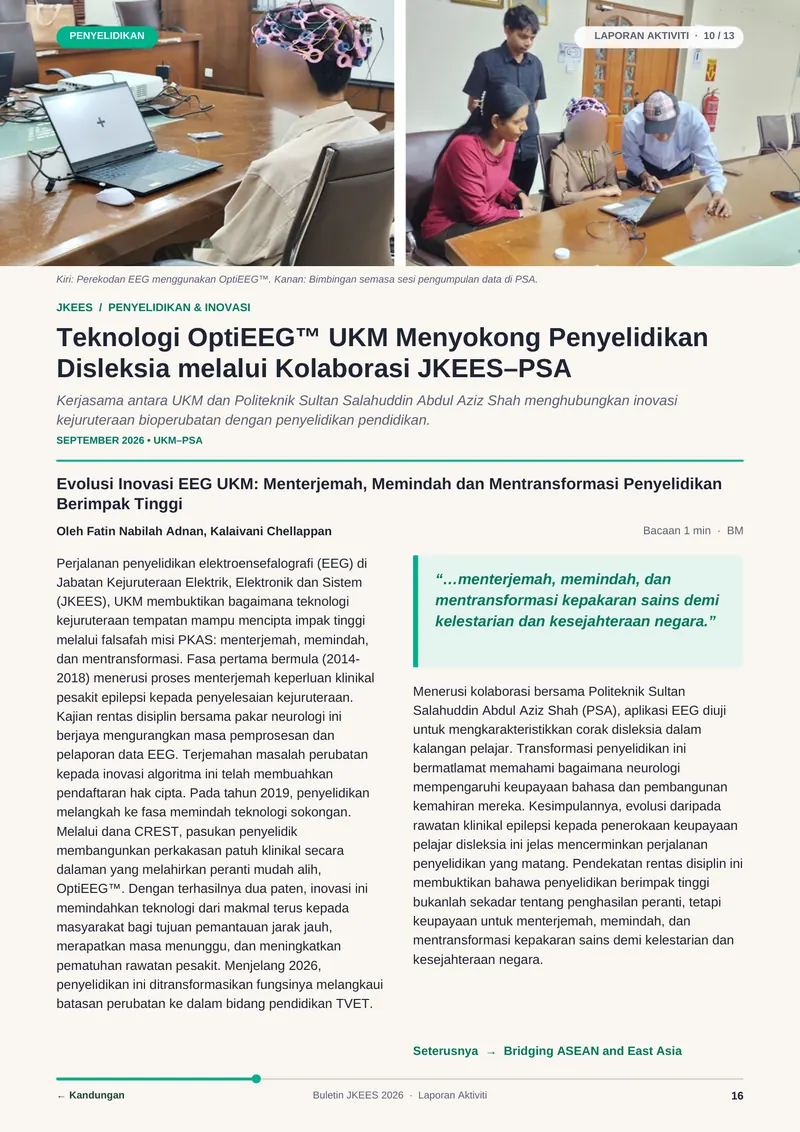 PENYELIDIKAN
LAPORAN AKTIVITI · 10 / 13
Kiri: Perekodan EEG menggunakan OptiEEG™. Kanan: Bimbingan semasa sesi pengumpulan data di PSA.
JKEES / PENYELIDIKAN & INOVASI
Teknologi OptiEEG™ UKM Menyokong Penyelidikan
Disleksia melalui Kolaborasi JKEES–PSA
Kerjasama antara UKM dan Politeknik Sultan Salahuddin Abdul Aziz Shah menghubungkan inovasi
kejuruteraan bioperubatan dengan penyelidikan pendidikan.
SEPTEMBER 2026 • UKM–PSA
Evolusi Inovasi EEG UKM: Menterjemah, Memindah dan Mentransformasi Penyelidikan
Berimpak Tinggi
Oleh Fatin Nabilah Adnan, Kalaivani Chellappan
Bacaan 1 min · BM
Perjalanan penyelidikan elektroensefalografi (EEG) di
Jabatan Kejuruteraan Elektrik, Elektronik dan Sistem
(JKEES), UKM membuktikan bagaimana teknologi
kejuruteraan tempatan mampu mencipta impak tinggi
melalui falsafah misi PKAS: menterjemah, memindah,
dan mentransformasi. Fasa pertama bermula (2014-
2018) menerusi proses menterjemah keperluan klinikal
pesakit epilepsi kepada penyelesaian kejuruteraan.
Kajian rentas disiplin bersama pakar neurologi ini
berjaya mengurangkan masa pemprosesan dan
pelaporan data EEG. Terjemahan masalah perubatan
kepada inovasi algoritma ini telah membuahkan
pendaftaran hak cipta. Pada tahun 2019, penyelidikan
melangkah ke fasa memindah teknologi sokongan.
Melalui dana CREST, pasukan penyelidik
membangunkan perkakasan patuh klinikal secara
dalaman yang melahirkan peranti mudah alih,
OptiEEG™. Dengan terhasilnya dua paten, inovasi ini
memindahkan teknologi dari makmal terus kepada
masyarakat bagi tujuan pemantauan jarak jauh,
merapatkan masa menunggu, dan meningkatkan
pematuhan rawatan pesakit. Menjelang 2026,
penyelidikan ini ditransformasikan fungsinya melangkaui
batasan perubatan ke dalam bidang pendidikan TVET.
“…menterjemah, memindah, dan
mentransformasi kepakaran sains demi
kelestarian dan kesejahteraan negara.”
Menerusi kolaborasi bersama Politeknik Sultan
Salahuddin Abdul Aziz Shah (PSA), aplikasi EEG diuji
untuk mengkarakteristikkan corak disleksia dalam
kalangan pelajar. Transformasi penyelidikan ini
bermatlamat memahami bagaimana neurologi
mempengaruhi keupayaan bahasa dan pembangunan
kemahiran mereka. Kesimpulannya, evolusi daripada
rawatan klinikal epilepsi kepada penerokaan keupayaan
pelajar disleksia ini jelas mencerminkan perjalanan
penyelidikan yang matang. Pendekatan rentas disiplin ini
membuktikan bahawa penyelidikan berimpak tinggi
bukanlah sekadar tentang penghasilan peranti, tetapi
keupayaan untuk menterjemah, memindah, dan
mentransformasi kepakaran sains demi kelestarian dan
kesejahteraan negara.
Seterusnya → Bridging ASEAN and East Asia
← Kandungan
Buletin JKEES 2026 · Laporan Aktiviti
16